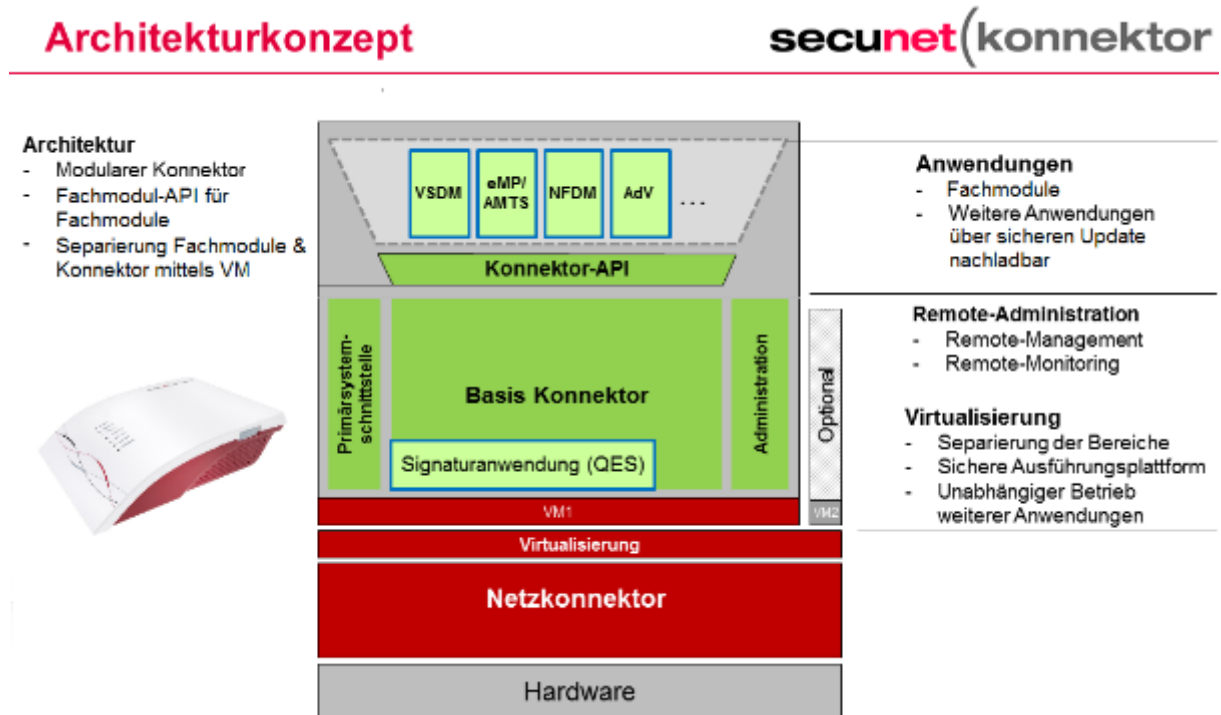 Architekturkonzept
secunet(konnektor
Architektur
- Modularer Konnektor
- Fachmodul-API für
Fachmodule
- Separierung Fachmodule &
Konnektor mittels VM
VSDM
eMP/
AMTS
NFDM
AdV
...
Konnektor-API
Primärsystem-
schnittstelle
Basis Konnektor
Signaturanwendung (QES)
Administration
Optional
VM1
VM2
Virtualisierung
Netzkonnektor
Hardware
Anwendungen
- Fachmodule
- Weitere Anwendungen
über sicheren Update
nachladbar
Remote-Administration
- Remote-Management
- Remote-Monitoring
Virtualisierung
- Separierung der Bereiche
- Sichere Ausführungsplattform
- Unabhängiger Betrieb
weiterer Anwendungen